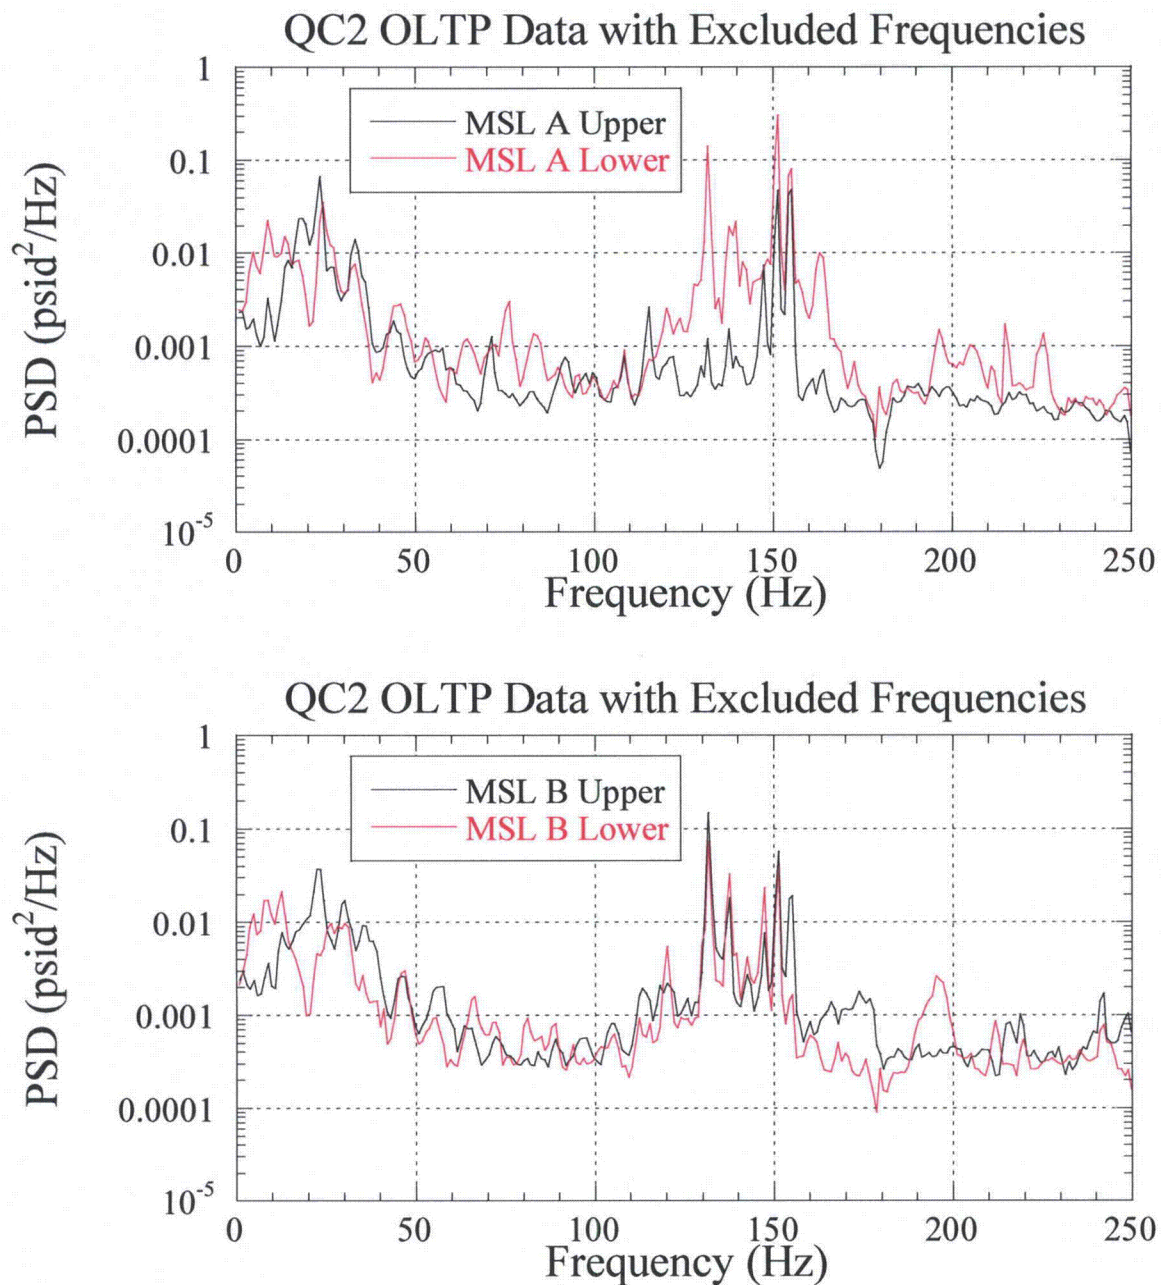 QC2 OLTP Data with Excluded Frequencies
MSL A Upper
MSL A Lower
PSD (psid²/Hz)
1
0.1
0.01
0.001
0.0001
10⁻⁵
0 50 100 150 200 250
Frequency (Hz)
QC2 OLTP Data with Excluded Frequencies
MSL B Upper
MSL B Lower
PSD (psid²/Hz)
1
0.1
0.01
0.001
0.0001
10⁻⁵
0 50 100 150 200 250
Frequency (Hz)